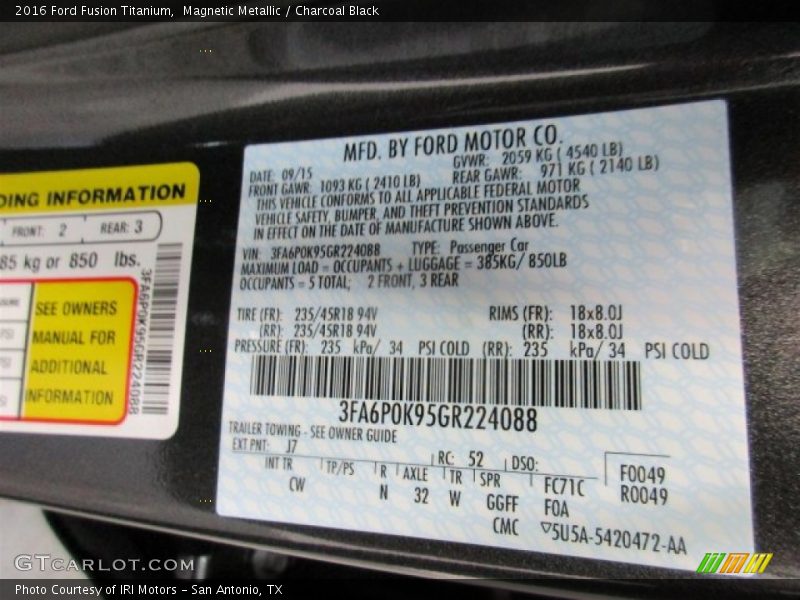 2016 Ford Fusion Titanium, Magnetic Metallic / Charcoal Black
DING INFORMATION
FRONT: 2 REAR: 3
85 kg or 850 lbs.
SEE OWNERS
MANUAL FOR
ADDITIONAL
INFORMATION
3FA6P0K95GR224088
MFD. BY FORD MOTOR CO.
DATE: 09/15 GVWR: 2059 KG ( 4540 LB)
FRONT GAWR: 1093 KG ( 2410 LB) REAR GAWR: 971 KG ( 2140 LB)
THIS VEHICLE CONFORMS TO ALL APPLICABLE FEDERAL MOTOR
VEHICLE SAFETY, BUMPER, AND THEFT PREVENTION STANDARDS
IN EFFECT ON THE DATE OF MANUFACTURE SHOWN ABOVE.
VIN: 3FA6P0K95GR224088 TYPE: Passenger Car
MAXIMUM LOAD = OCCUPANTS + LUGGAGE = 385KG/ 850LB
OCCUPANTS = 5 TOTAL; 2 FRONT, 3 REAR
TIRE (FR): 235/45R18 94V RIMS (FR): 18x8.0J
(RR): 235/45R18 94V (RR): 18x8.0J
PRESSURE (FR): 235 kPa/ 34 PSI COLD (RR): 235 kPa/ 34 PSI COLD
3FA6P0K95GR224088
TRAILER TOWING - SEE OWNER GUIDE
EXT PNT: J7 RC: 52 DSO:
INT TR TP/PS R AXLE TR SPR FC71C F0049
CW N 32 W GGFF F0A R0049
CMC ▽5U5A-5420472-AA
GTCARLOT.COM
Photo Courtesy of IRI Motors - San Antonio, TX